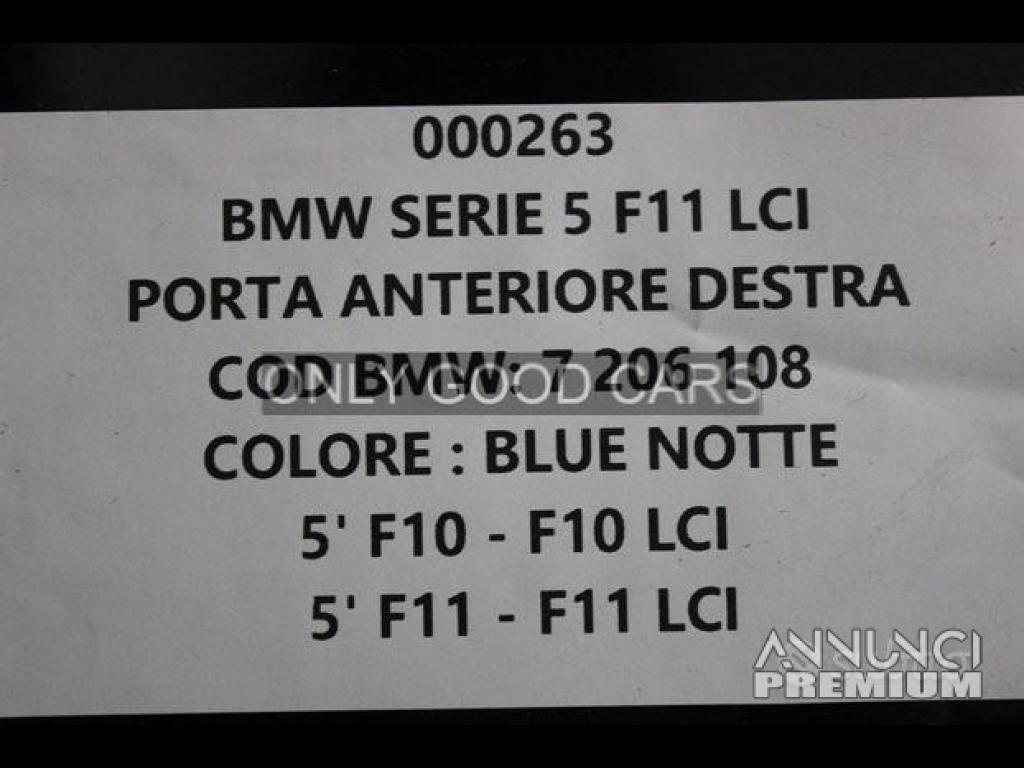 000263
BMW SERIE 5 F11 LCI
PORTA ANTERIORE DESTRA
COD BMW: 7 206 108
ONLY GOOD CARS
COLORE : BLUE NOTTE
5' F10 - F10 LCI
5' F11 - F11 LCI
ANNUNCI
PREMIUM